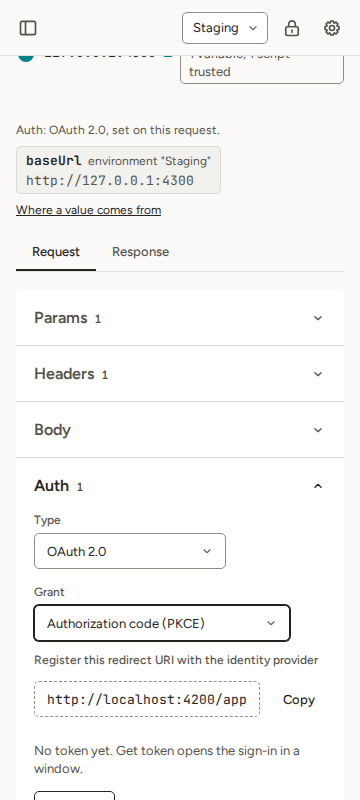 Staging
trusted
Auth: OAuth 2.0, set on this request.
baseUrl environment "Staging"
http://127.0.0.1:4300
Where a value comes from
Request Response
Params 1
Headers 1
Body
Auth 1
Type
OAuth 2.0
Grant
Authorization code (PKCE)
Register this redirect URI with the identity provider
http://localhost:4200/app
Copy
No token yet. Get token opens the sign-in in a
window.